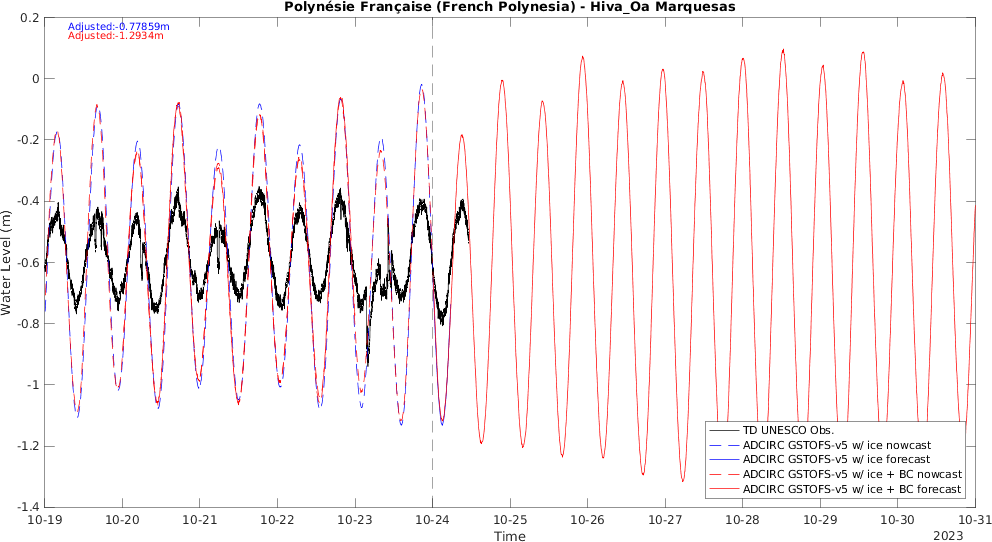 Polynésie Française (French Polynesia) - Hiva_Oa Marquesas
Adjusted:-0.77859m
Adjusted:-1.2934m
0.2
0
-0.2
-0.4
-0.6
-0.8
-1
-1.2
-1.4
Water Level (m)
TD UNESCO Obs.
ADCIRC GSTOFS-v5 w/ ice nowcast
ADCIRC GSTOFS-v5 w/ ice forecast
ADCIRC GSTOFS-v5 w/ ice + BC nowcast
ADCIRC GSTOFS-v5 w/ ice + BC forecast
10-19 10-20 10-21 10-22 10-23 10-24 10-25 10-26 10-27 10-28 10-29 10-30 10-31
Time
2023